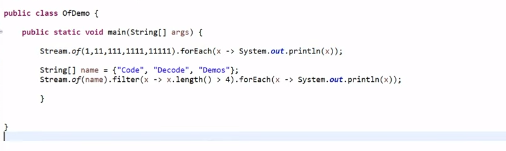 public class OfDemo {
public static void main(String[] args) {
Stream.of(1,11,111,1111,11111).forEach(x -> System.out.println(x));
String[] name = {"Code", "Decode", "Demos"};
Stream.of(name).filter(x -> x.length() > 4).forEach(x -> System.out.println(x));
}
}